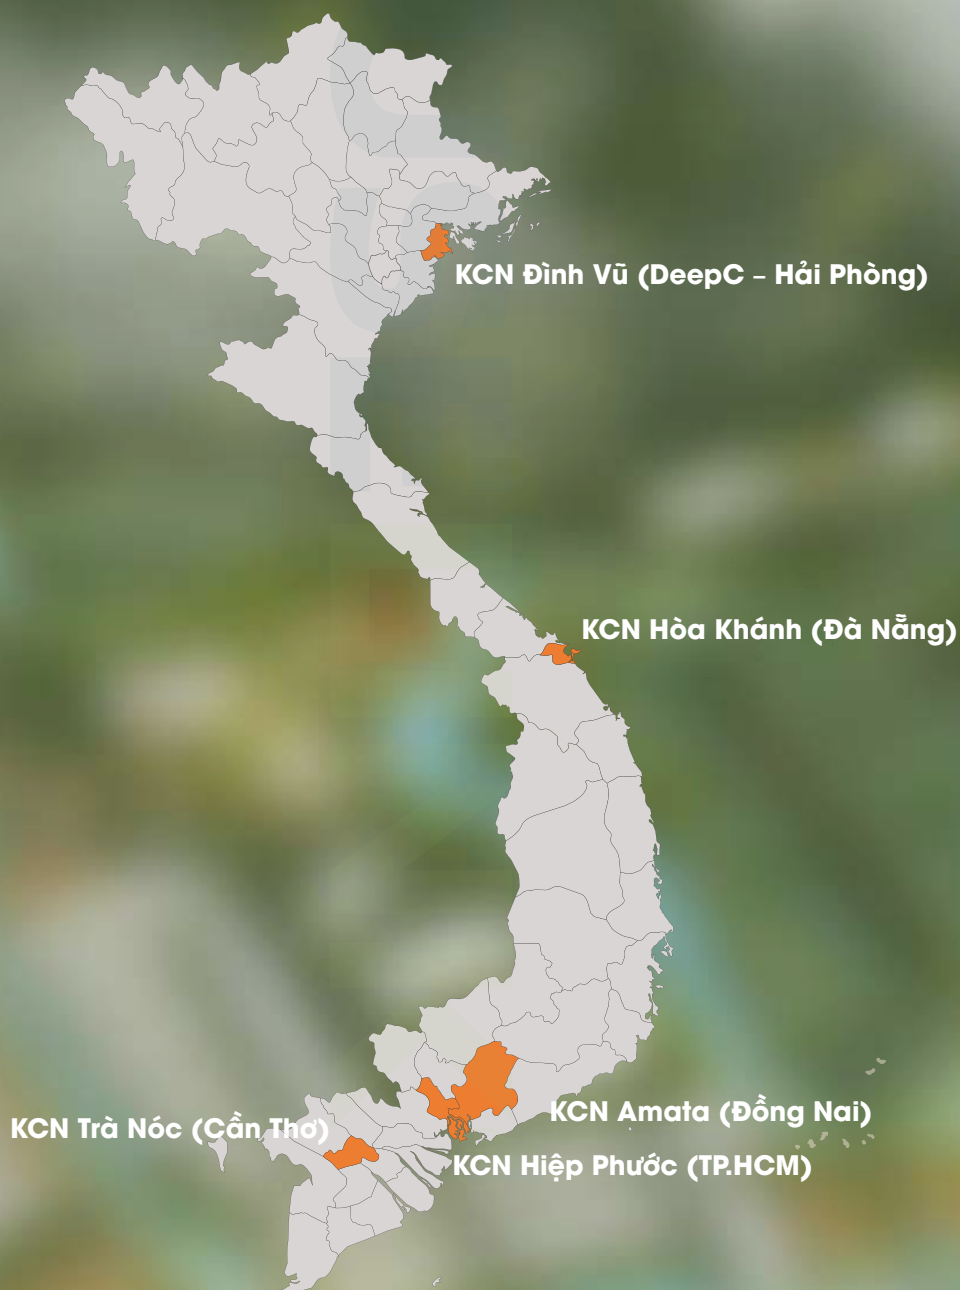 KCN Đình Vũ (DeepC – Hải Phòng)
KCN Hòa Khánh (Đà Nẵng)
KCN Amata (Đồng Nai)
KCN Trà Nóc (Cần Thơ)
KCN Hiệp Phước (TP.HCM)